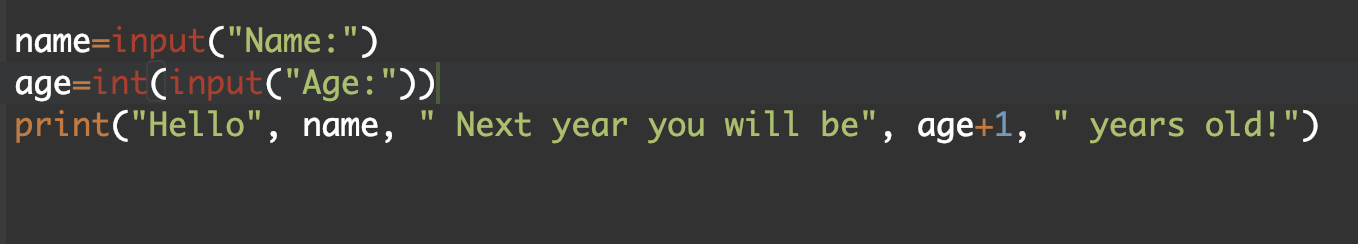 name=input("Name:")
age=int(input("Age:"))
print("Hello", name, " Next year you will be", age+1, " years old!")